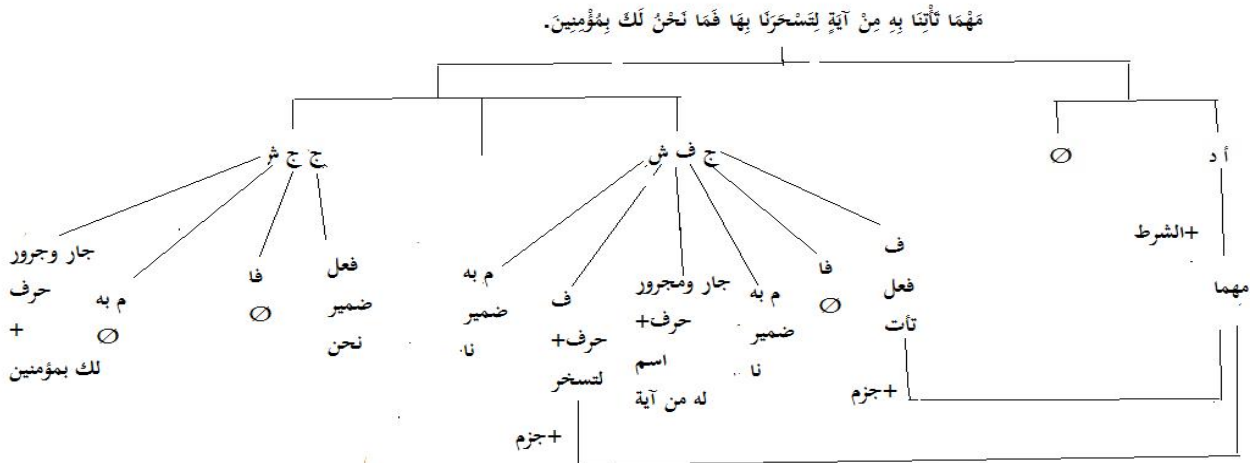 مَهْمَا تَأْتِنَا بِهِ مِنْ آيَةٍ لِتَسْحَرَنَا بِهَا فَمَا نَحْنُ لَكَ بِمُؤْمِنِينَ.
أ د
∅
ج ف ش
ج ج ش
+الشرط
مهما
ف
فعل
تأت
+جزم
فا
∅
م به
ضمير
نا
جار ومجرور
حرف+
اسم
له من آية
ف
حرف+
لتسخر
+جزم
م به
ضمير
نا
فعل
ضمير
نحن
فا
∅
م به
∅
جار وجرور
حرف
+
لك بمؤمنين